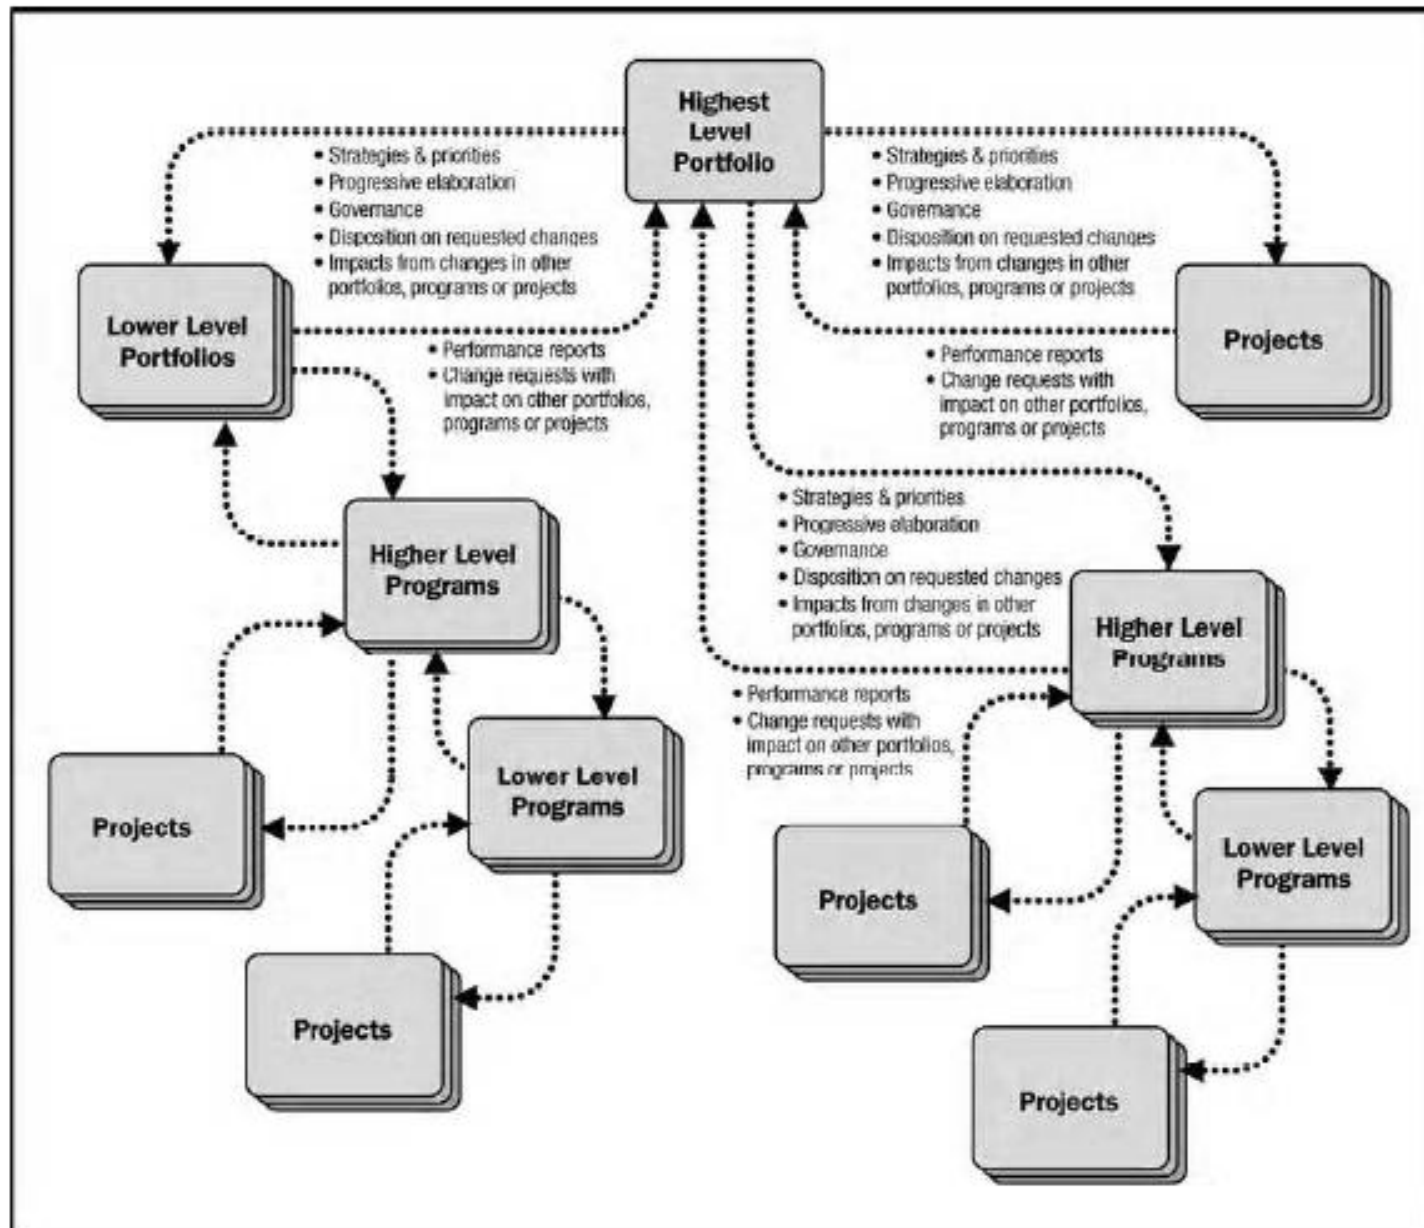 Highest
Level
Portfolio
• Strategies & priorities
• Progressive elaboration
• Governance
• Disposition on requested changes
• Impacts from changes in other
portfolios, programs or projects
• Strategies & priorities
• Progressive elaboration
• Governance
• Disposition on requested changes
• Impacts from changes in other
portfolios, programs or projects
Lower Level
Portfolios
Projects
• Performance reports
• Change requests with
impact on other portfolios,
programs or projects
• Performance reports
• Change requests with
impact on other portfolios,
programs or projects
Higher Level
Programs
• Strategies & priorities
• Progressive elaboration
• Governance
• Disposition on requested changes
• Impacts from changes in other
portfolios, programs or projects
Higher Level
Programs
• Performance reports
• Change requests with
impact on other portfolios,
programs or projects
Lower Level
Programs
Projects
Lower Level
Programs
Projects
Projects
Projects